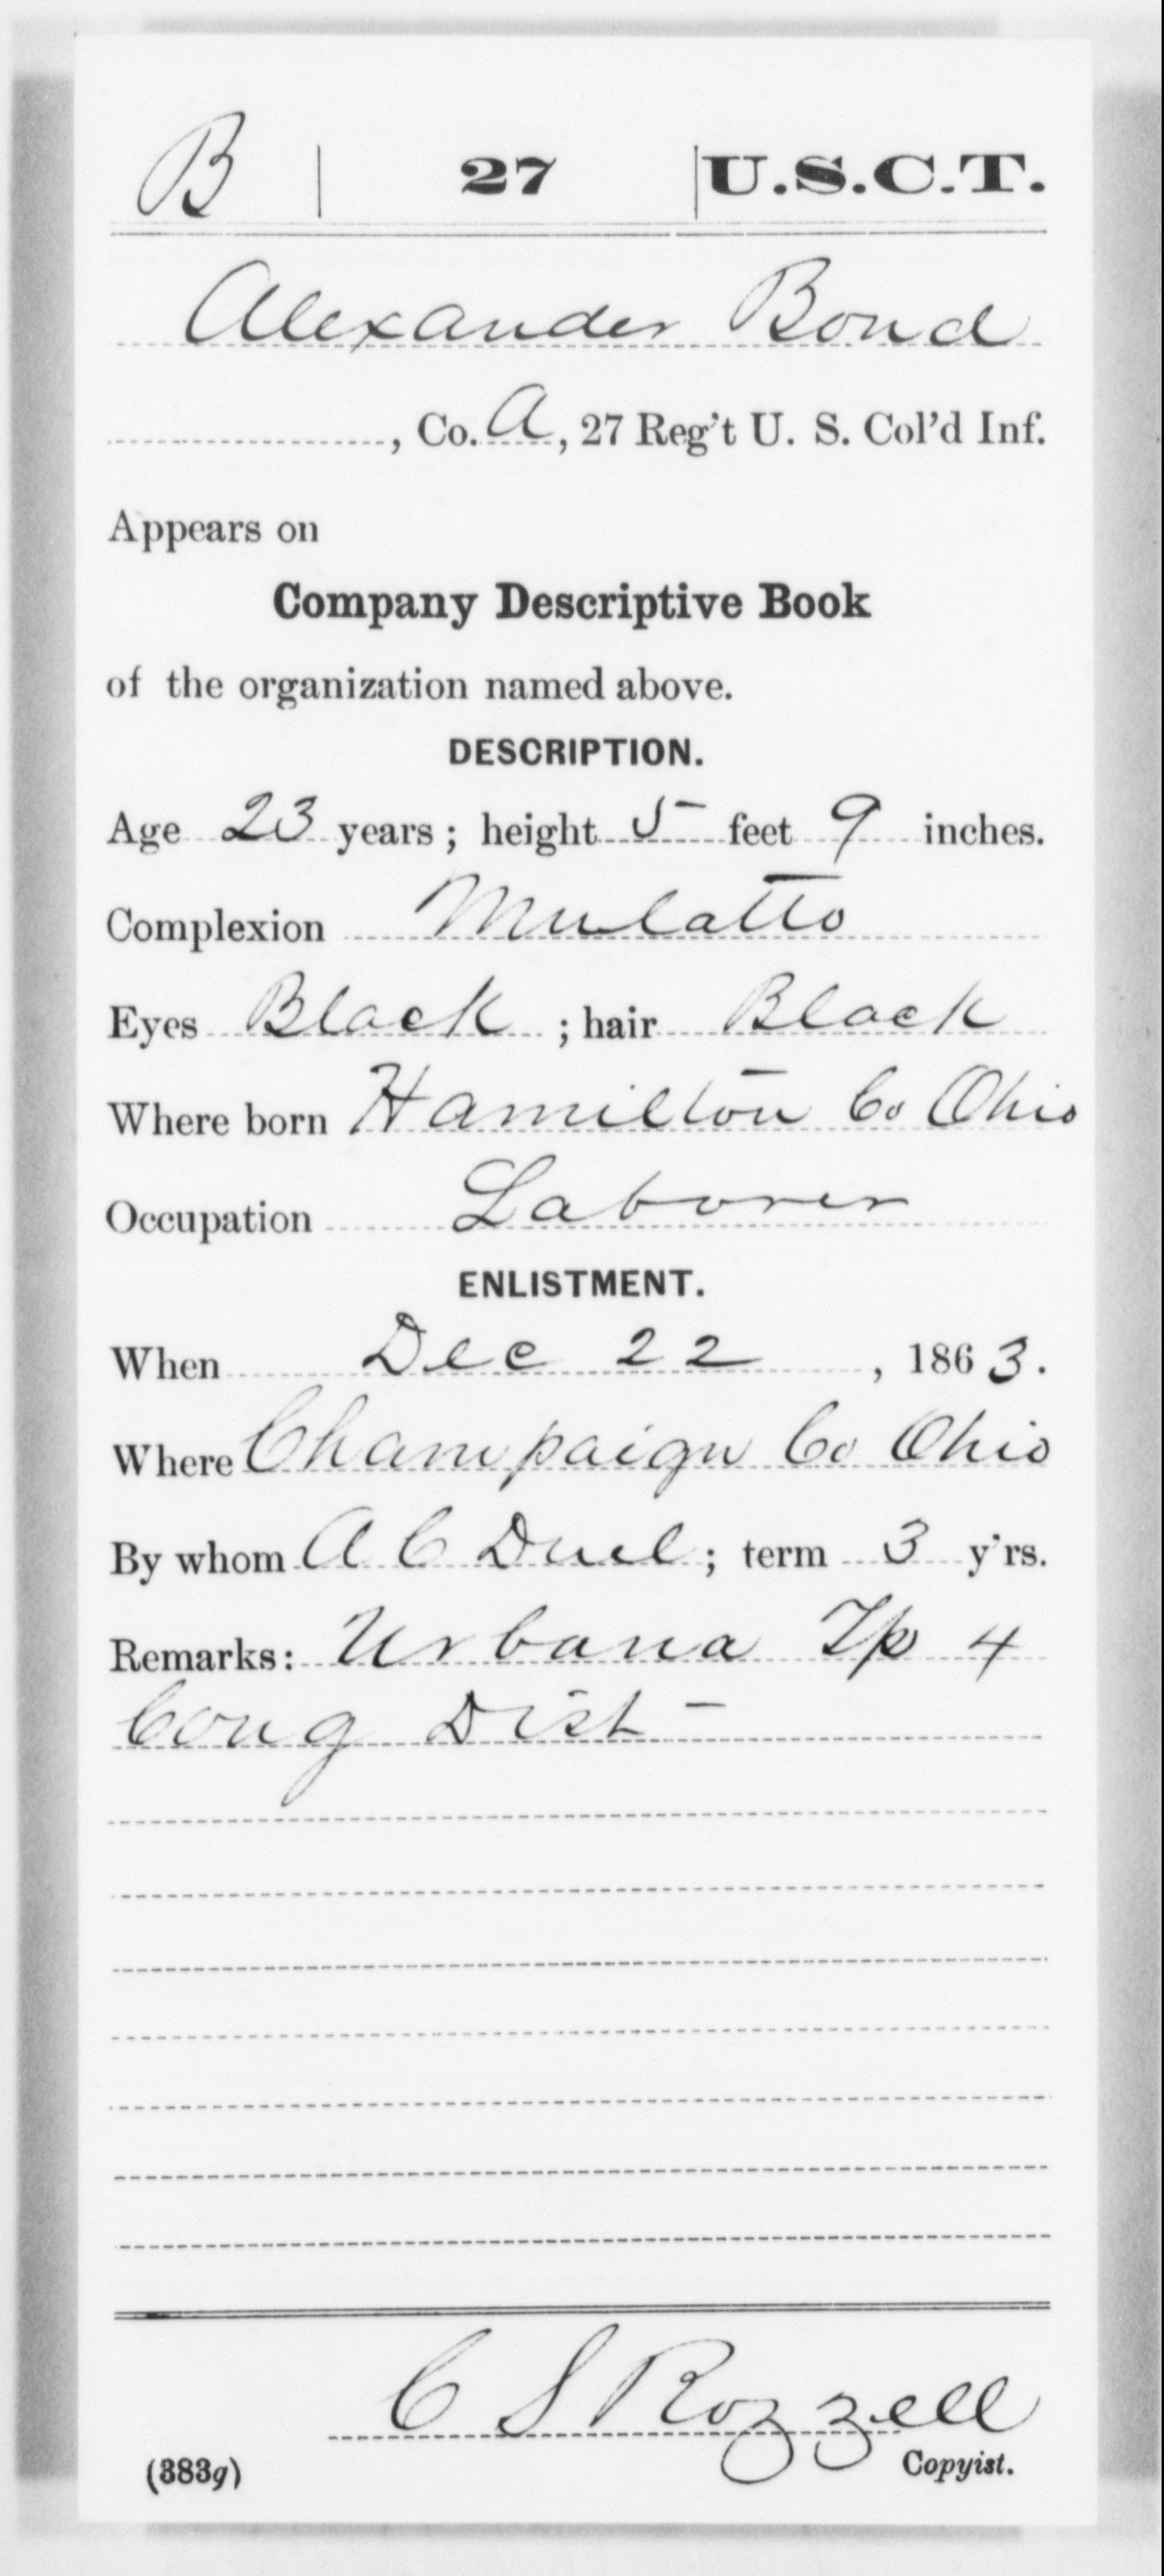 B | 27 | U.S.C.T.
Alexander Bond
, Co. A, 27 Reg't U. S. Col'd Inf.
Appears on
Company Descriptive Book
of the organization named above.
DESCRIPTION.
Age 23 years; height 5 feet 9 inches.
Complexion Mulatto
Eyes Black; hair Black
Where born Hamilton Co Ohio
Occupation Laborer
ENLISTMENT.
When Dec 22, 1863.
Where Champaign Co Ohio
By whom A C Duel; term 3 y'rs.
Remarks: Urbana Tp 4
Cong Dist -
C S Rozzell
(383g) Copyist.